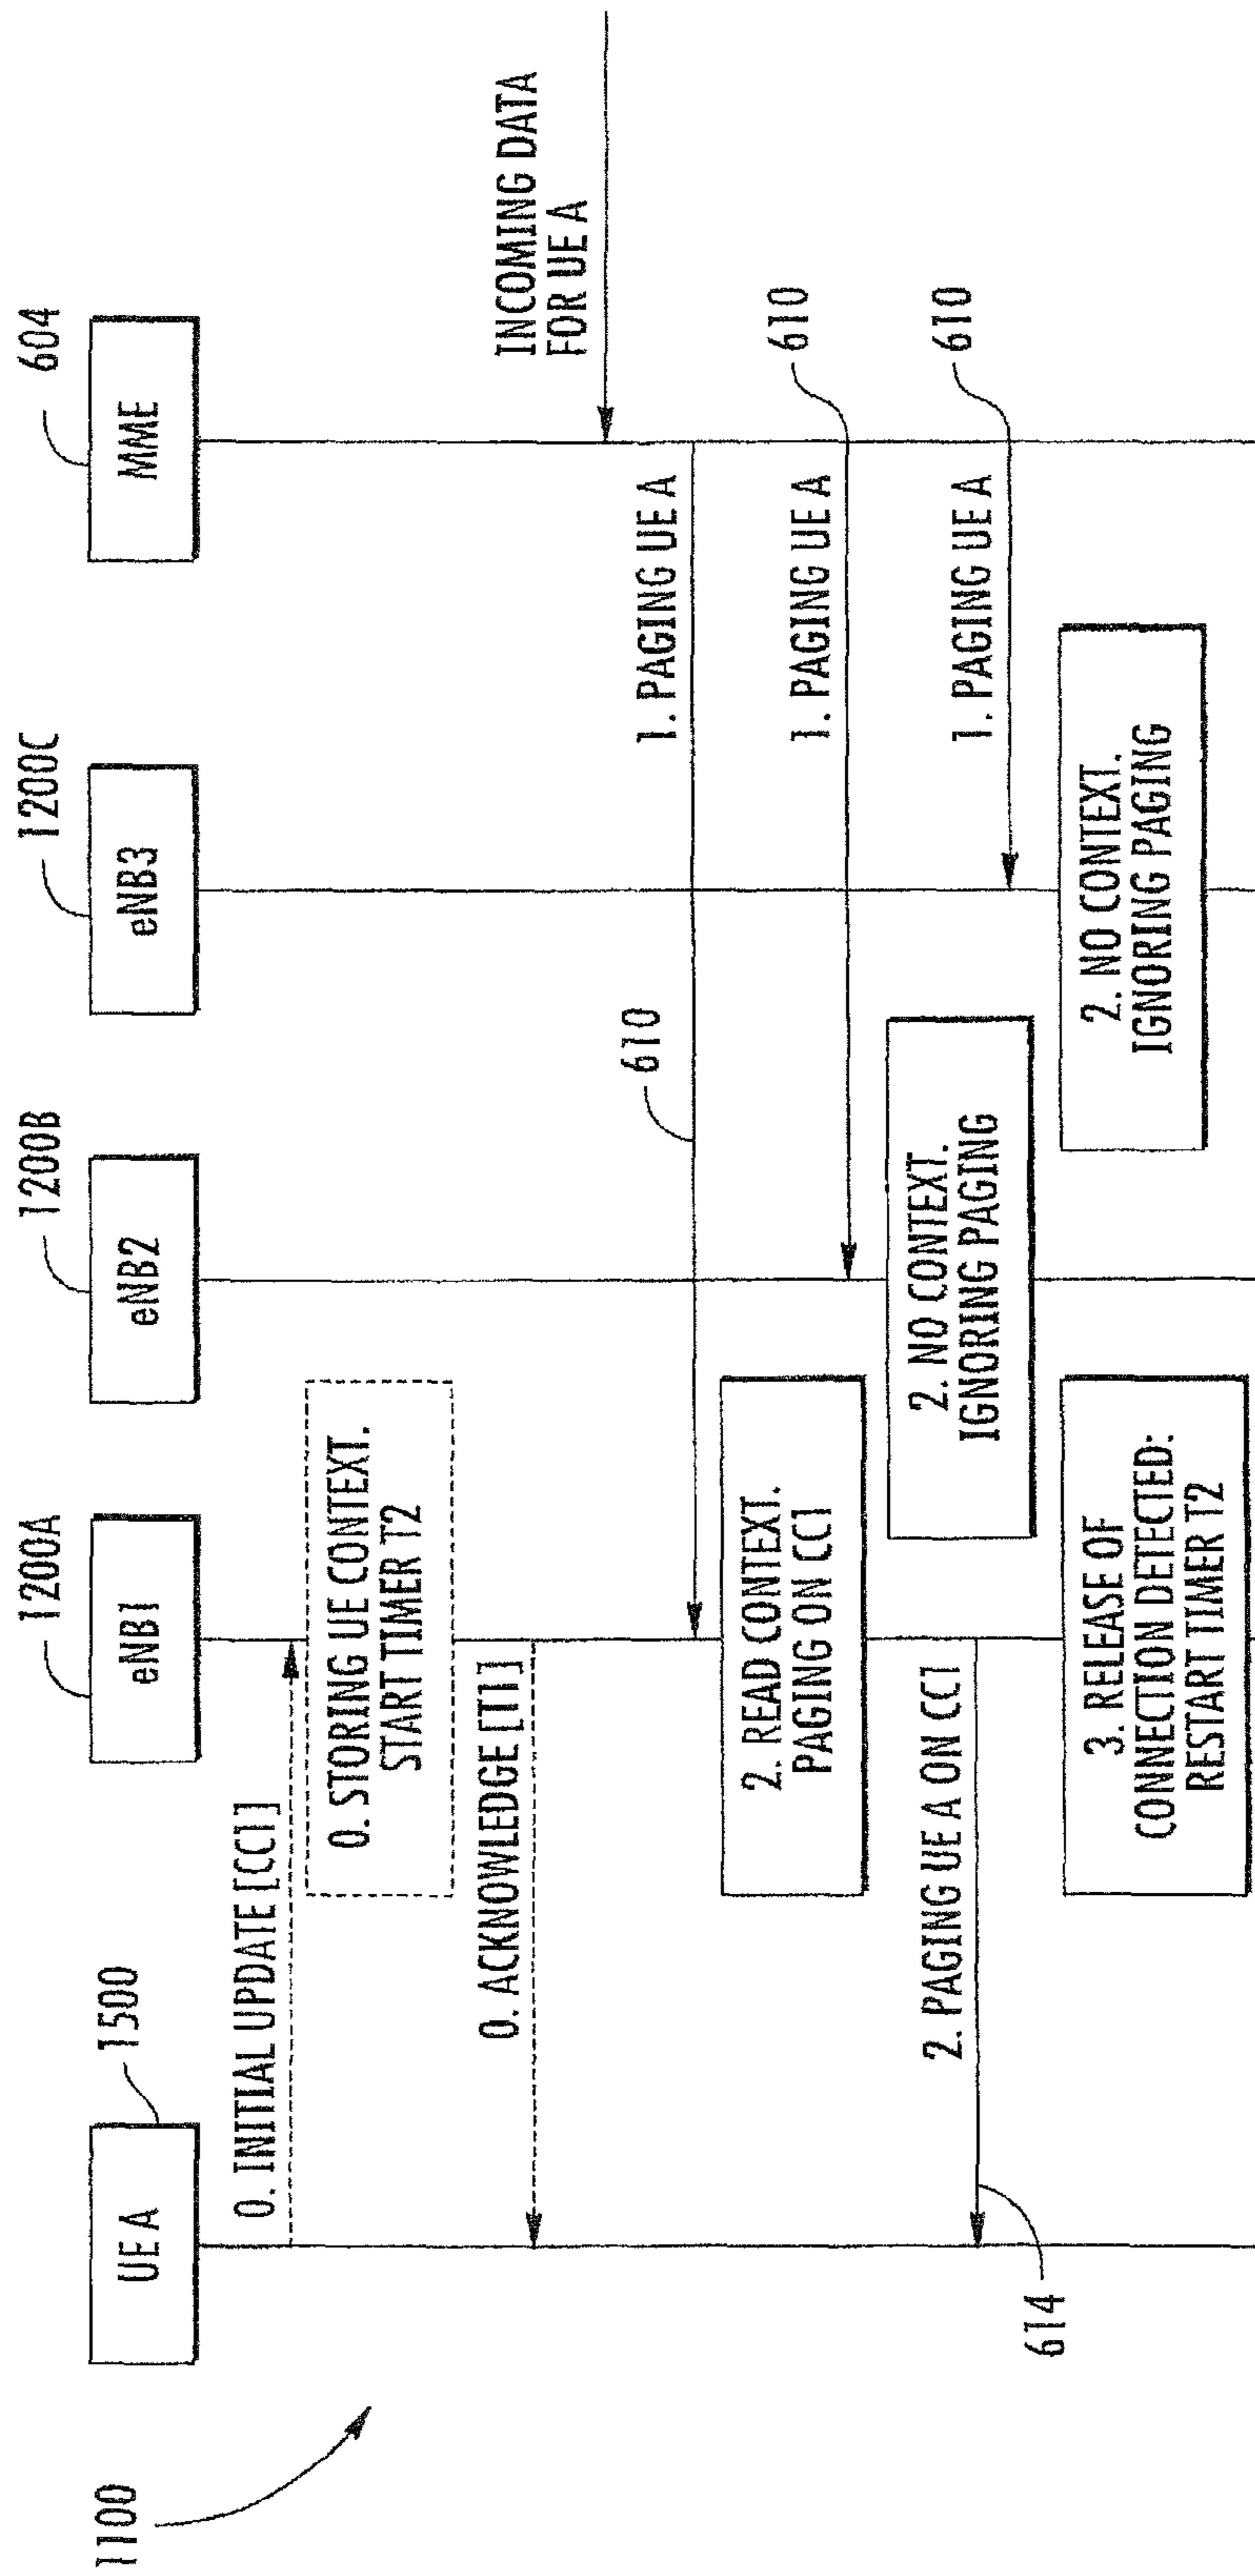 1100
UE A
1500
eNB1
1200A
eNB2
1200B
eNB3
1200C
MME
604
0. INITIAL UPDATE [CC1]
0. STORING UE CONTEXT.
START TIMER T2
0. ACKNOWLEDGE [T1]
INCOMING DATA
FOR UE A
1. PAGING UE A
610
2. READ CONTEXT.
PAGING ON CC1
1. PAGING UE A
610
2. NO CONTEXT.
IGNORING PAGING
2. PAGING UE A ON CC1
614
1. PAGING UE A
610
3. RELEASE OF
CONNECTION DETECTED:
RESTART TIMER T2
2. NO CONTEXT.
IGNORING PAGING